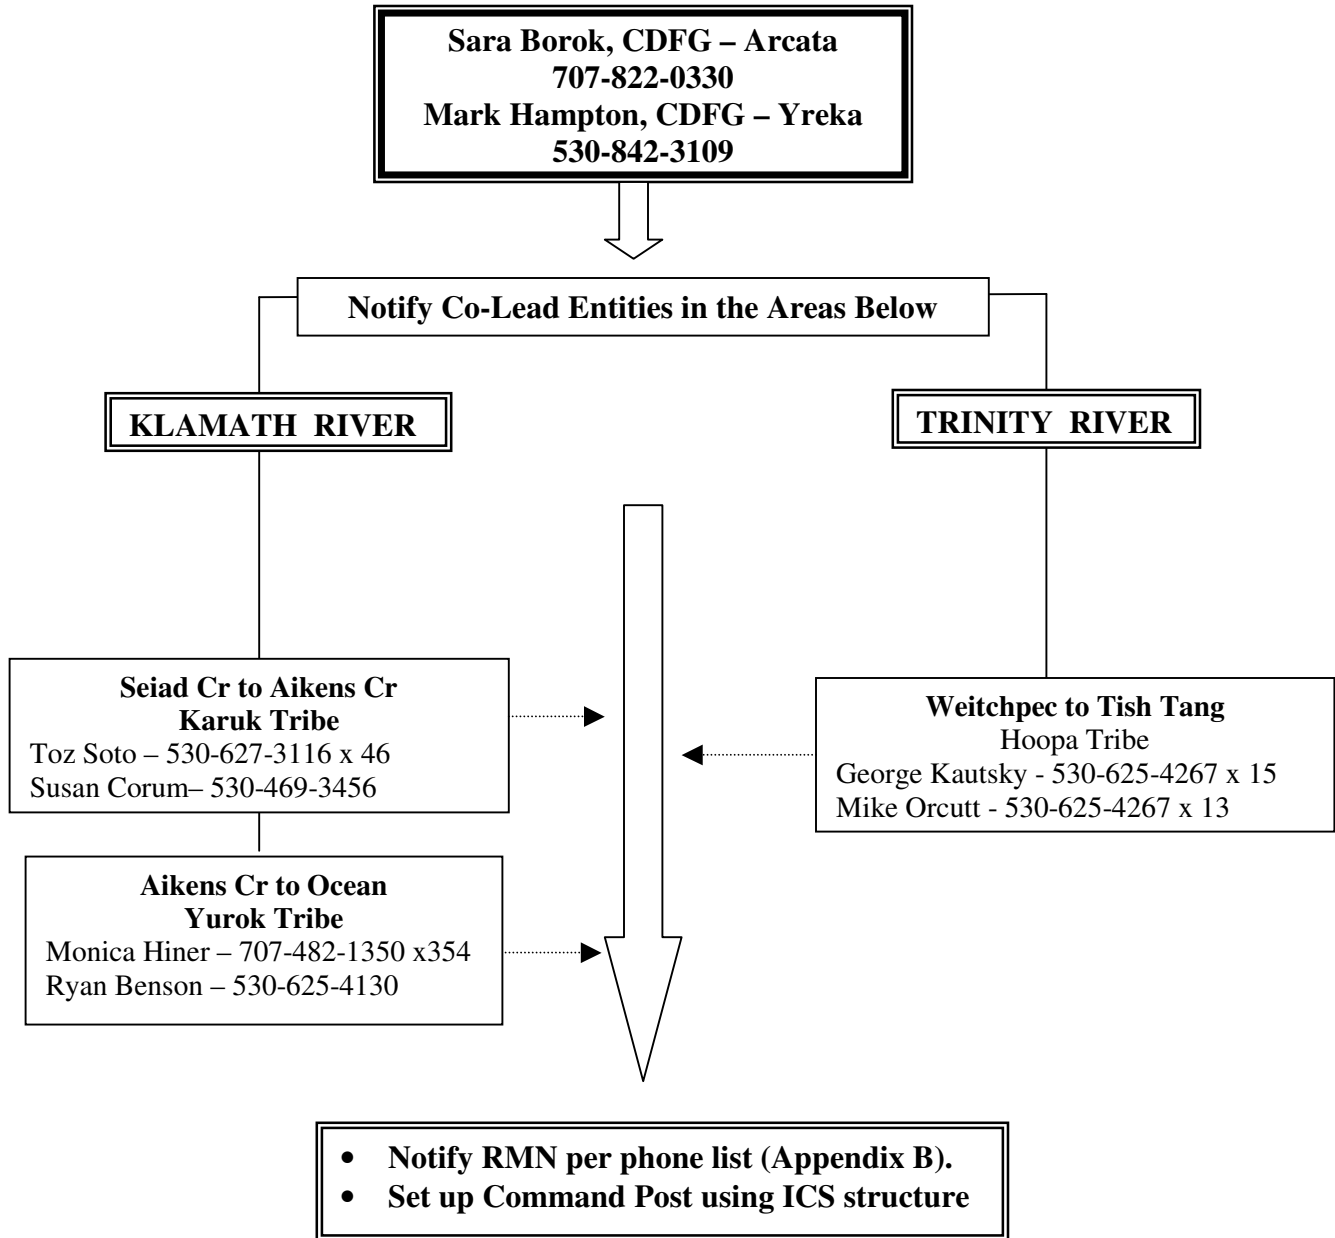 Sara Borok, CDFG – Arcata
707-822-0330
Mark Hampton, CDFG – Yreka
530-842-3109
Notify Co-Lead Entities in the Areas Below
KLAMATH RIVER
TRINITY RIVER
Seiad Cr to Aikens Cr
Karuk Tribe
Toz Soto – 530-627-3116 x 46
Susan Corum– 530-469-3456
Weitchpec to Tish Tang
Hoopa Tribe
George Kautsky - 530-625-4267 x 15
Mike Orcutt - 530-625-4267 x 13
Aikens Cr to Ocean
Yurok Tribe
Monica Hiner – 707-482-1350 x354
Ryan Benson – 530-625-4130
• Notify RMN per phone list (Appendix B).
• Set up Command Post using ICS structure